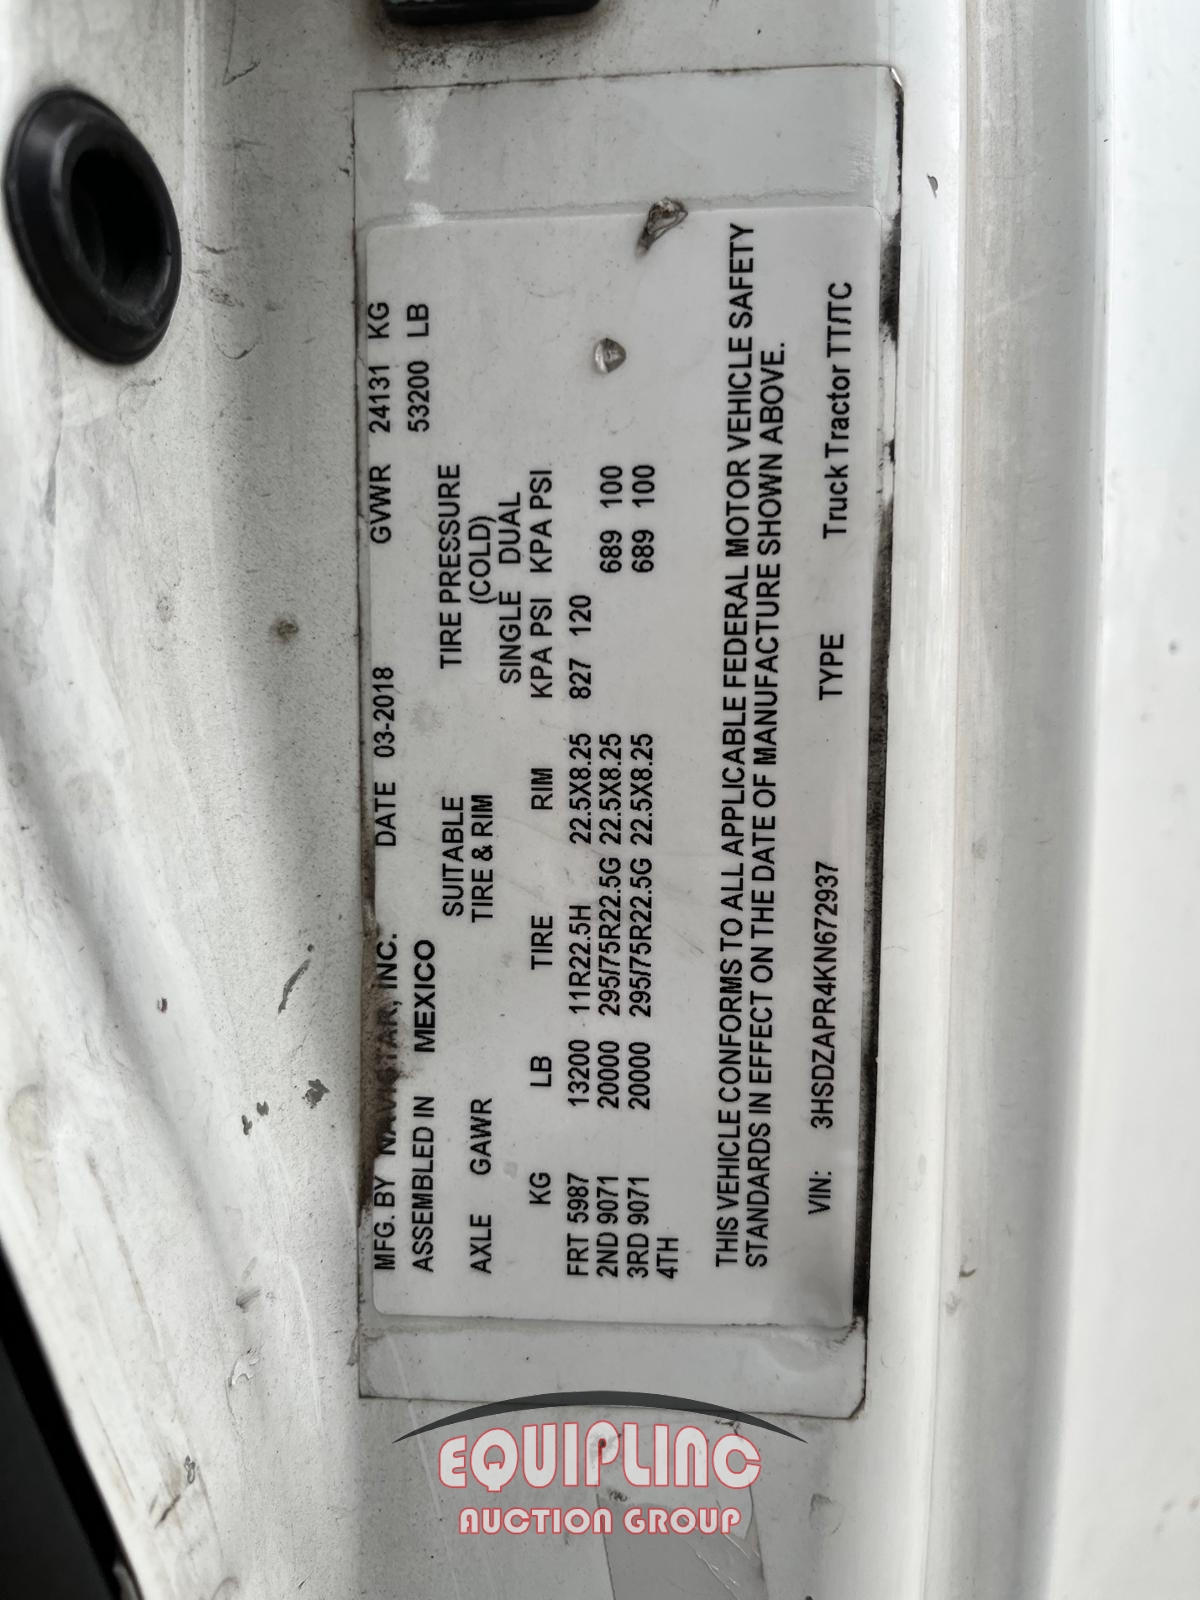 MFG. BY NAVISTAR, INC. DATE 03-2018 GVWR 24131 KG
ASSEMBLED IN MEXICO 53200 LB
SUITABLE TIRE PRESSURE
AXLE GAWR TIRE & RIM (COLD)
SINGLE DUAL
KG LB TIRE RIM KPA PSI KPA PSI
FRT 5987 13200 11R22.5H 22.5X8.25 827 120
2ND 9071 20000 295/75R22.5G 22.5X8.25 689 100
3RD 9071 20000 295/75R22.5G 22.5X8.25 689 100
4TH
THIS VEHICLE CONFORMS TO ALL APPLICABLE FEDERAL MOTOR VEHICLE SAFETY
STANDARDS IN EFFECT ON THE DATE OF MANUFACTURE SHOWN ABOVE.
VIN: 3HSDZAPR4KN672937 TYPE Truck Tractor TT/TC
EQUIPLINC
AUCTION GROUP